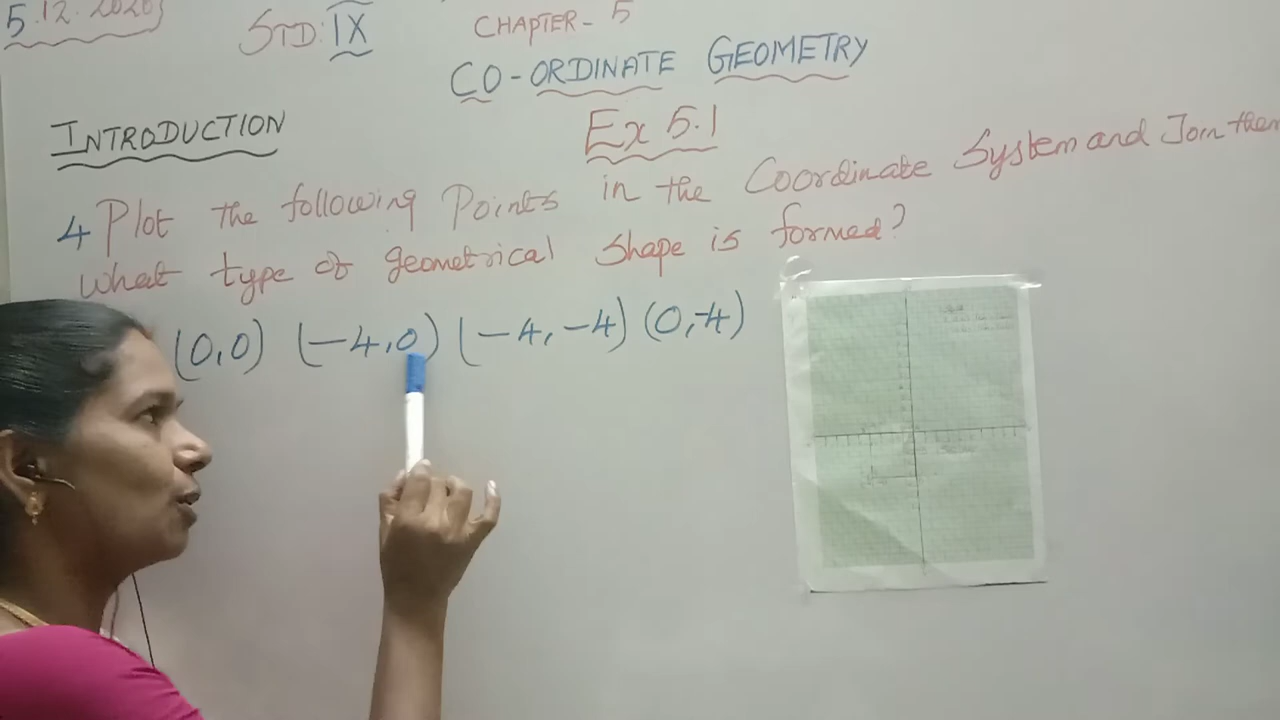 5.12.2020
STD: IX
CHAPTER - 5
CO-ORDINATE GEOMETRY
INTRODUCTION
Ex 5.1
4 Plot the following Points in the Coordinate System and Join them
What type of geometrical Shape is formed?
(0,0) (-4,0) (-4,-4) (0,-4)